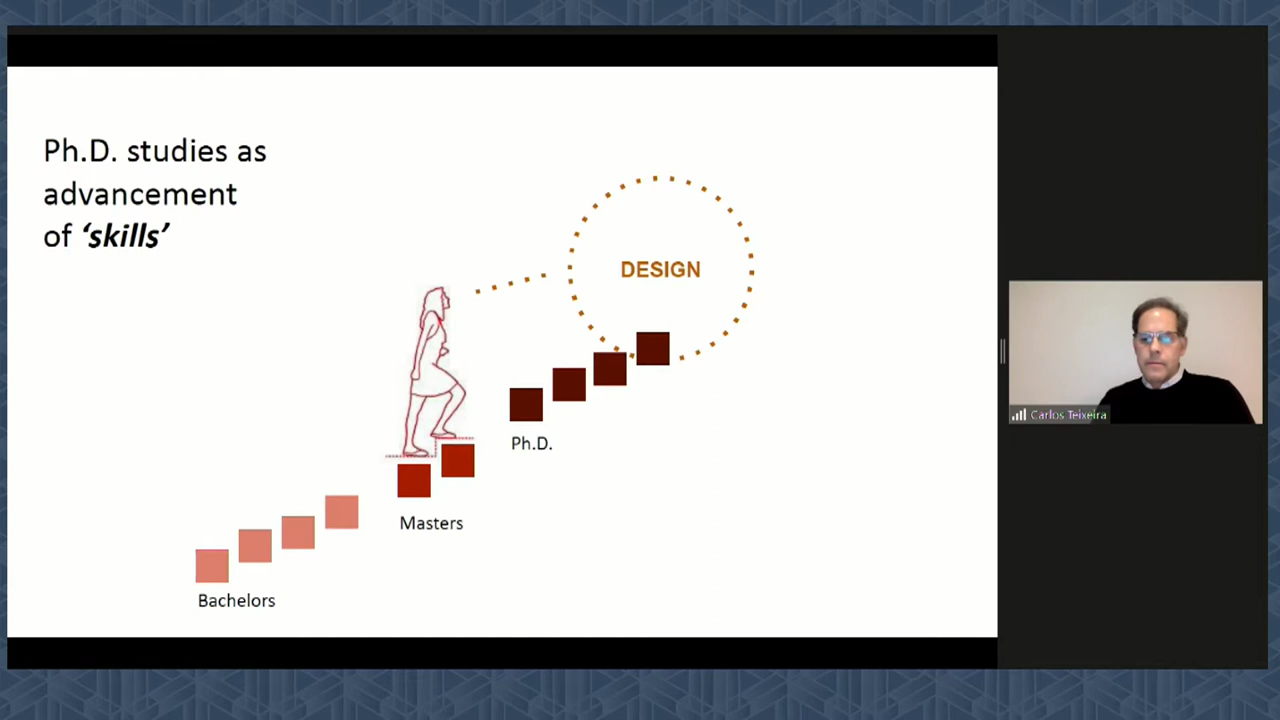 Ph.D. studies as
advancement
of ‘skills’
DESIGN
Ph.D.
Masters
Bachelors
Carlos Teixeira